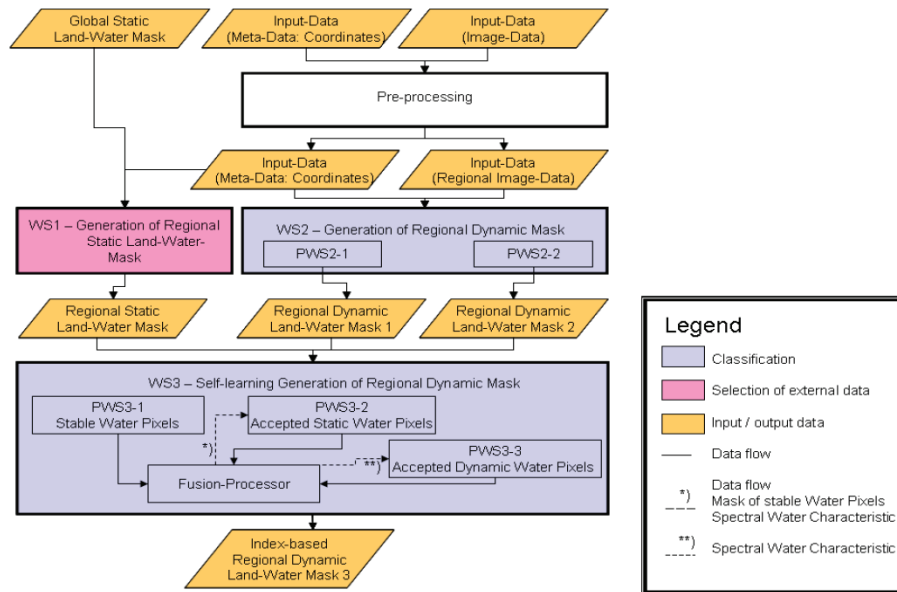 Global Static
Land-Water Mask
Input-Data
(Meta-Data: Coordinates)
Input-Data
(Image-Data)
Pre-processing
Input-Data
(Meta-Data: Coordinates)
Input-Data
(Regional Image-Data)
WS1 – Generation of Regional
Static Land-Water-
Mask
WS2 – Generation of Regional Dynamic Mask
PWS2-1
PWS2-2
Regional Static
Land-Water Mask
Regional Dynamic
Land-Water Mask 1
Regional Dynamic
Land-Water Mask 2
WS3 – Self-learning Generation of Regional Dynamic Mask
PWS3-1
Stable Water Pixels
*)
PWS3-2
Accepted Static Water Pixels
**)
PWS3-3
Accepted Dynamic Water Pixels
Fusion-Processor
Index-based
Regional Dynamic
Land-Water Mask 3
Legend
Classification
Selection of external data
Input / output data
Data flow
*)
Data flow
Mask of stable Water Pixels
Spectral Water Characteristic
**)
Spectral Water Characteristic